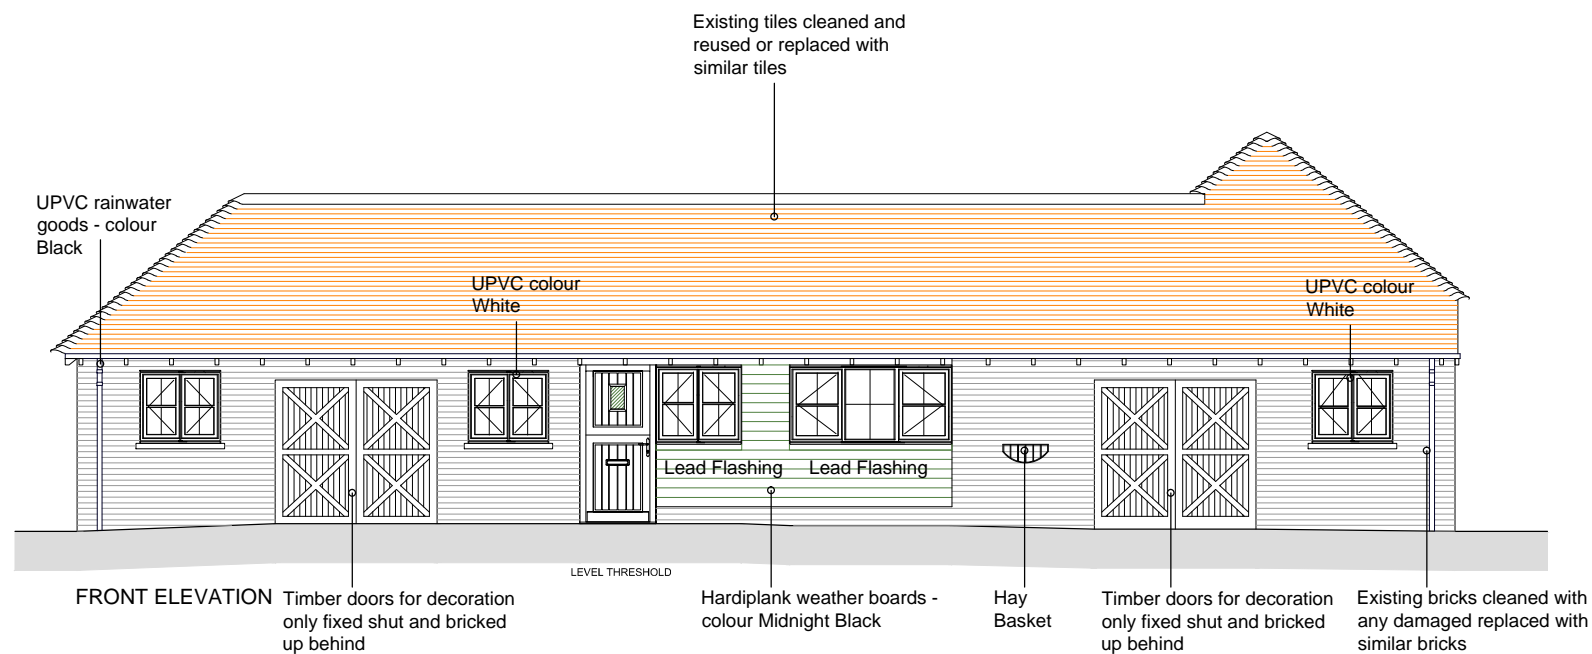 Existing tiles cleaned and
reused or replaced with
similar tiles
UPVC rainwater
goods - colour
Black
UPVC colour
White
UPVC colour
White
Lead Flashing
Lead Flashing
LEVEL THRESHOLD
FRONT ELEVATION
Timber doors for decoration
only fixed shut and bricked
up behind
Hardiplank weather boards -
colour Midnight Black
Hay
Basket
Timber doors for decoration
only fixed shut and bricked
up behind
Existing bricks cleaned with
any damaged replaced with
similar bricks